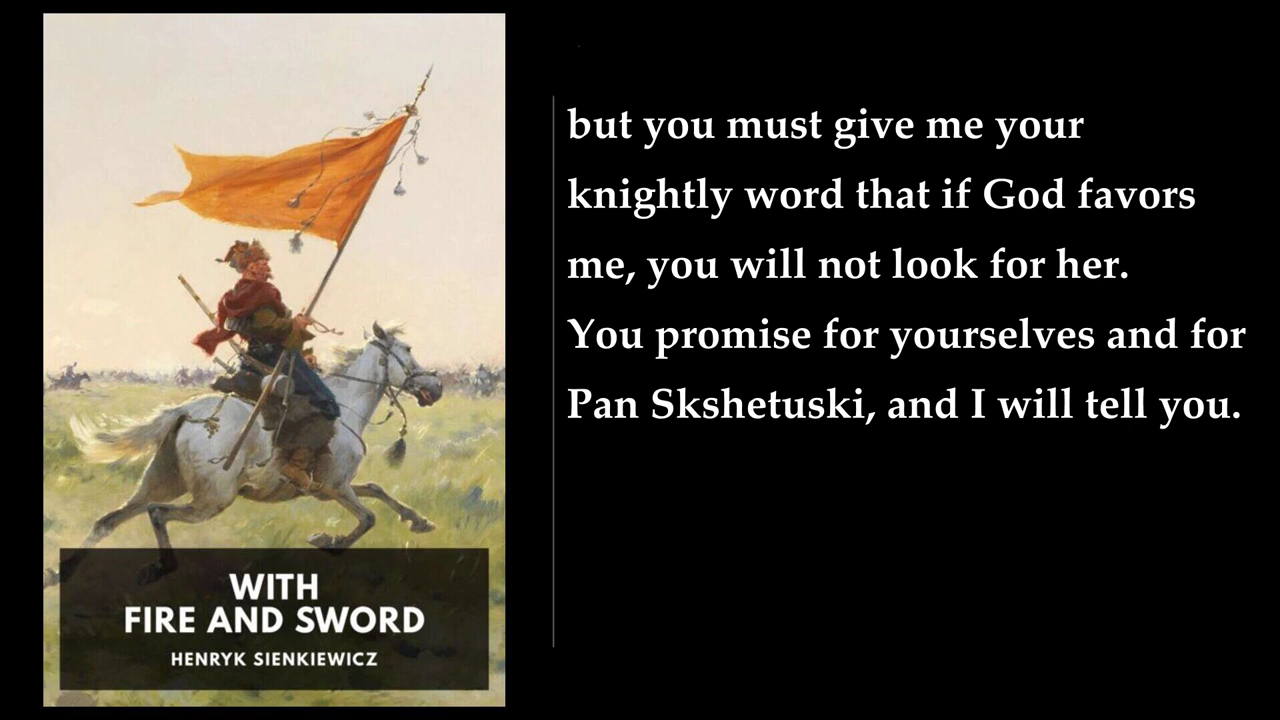 but you must give me your
knightly word that if God favors
me, you will not look for her.
You promise for yourselves and for
Pan Skshetuski, and I will tell you.
WITH
FIRE AND SWORD
HENRYK SIENKIEWICZ